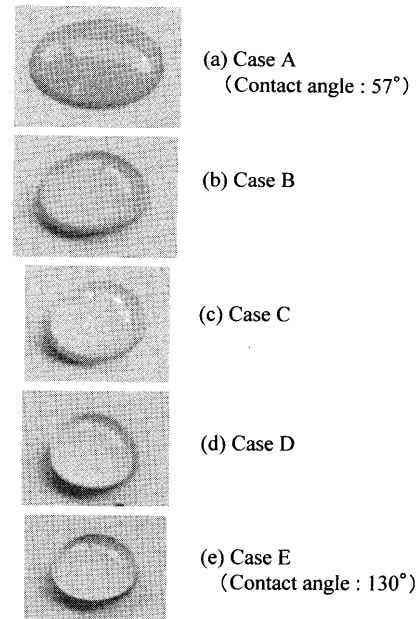 (a) Case A
(Contact angle : 57°)
(b) Case B
(c) Case C
(d) Case D
(e) Case E
(Contact angle : 130°)